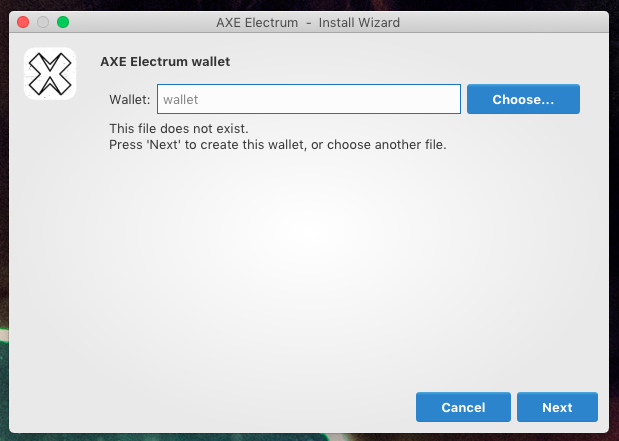 AXE Electrum  -  Install Wizard
AXE Electrum wallet
Wallet: wallet Choose...
This file does not exist.
Press 'Next' to create this wallet, or choose another file.
Cancel Next